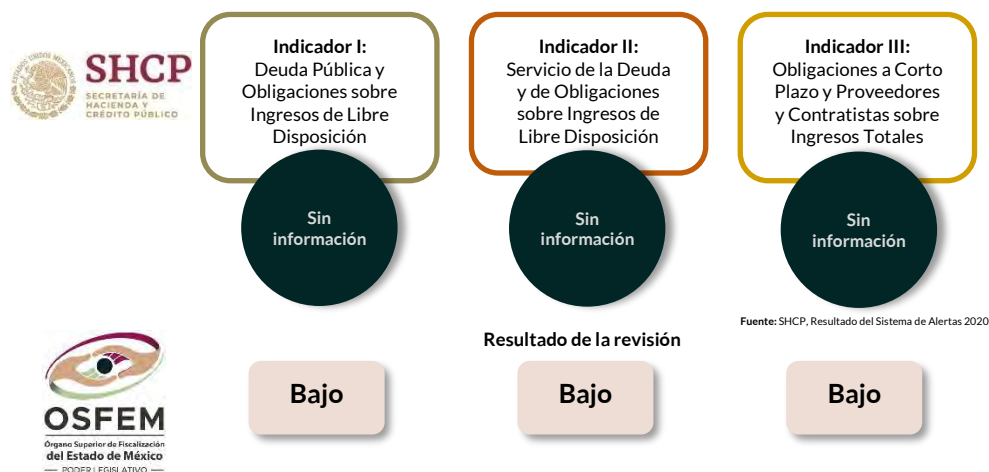 SHCP
SECRETARÍA DE
HACIENDA Y
CRÉDITO PÚBLICO
Indicador I:
Deuda Pública y
Obligaciones sobre
Ingresos de Libre
Disposición
Sin
información
Indicador II:
Servicio de la Deuda
y de Obligaciones
sobre Ingresos de
Libre Disposición
Sin
información
Indicador III:
Obligaciones a Corto
Plazo y Proveedores
y Contratistas sobre
Ingresos Totales
Sin
información
Fuente: SHCP, Resultado del Sistema de Alertas 2020
Resultado de la revisión
OSFEM
Órgano Superior de Fiscalización
del Estado de México
PODER LEGISLATIVO
Bajo
Bajo
Bajo